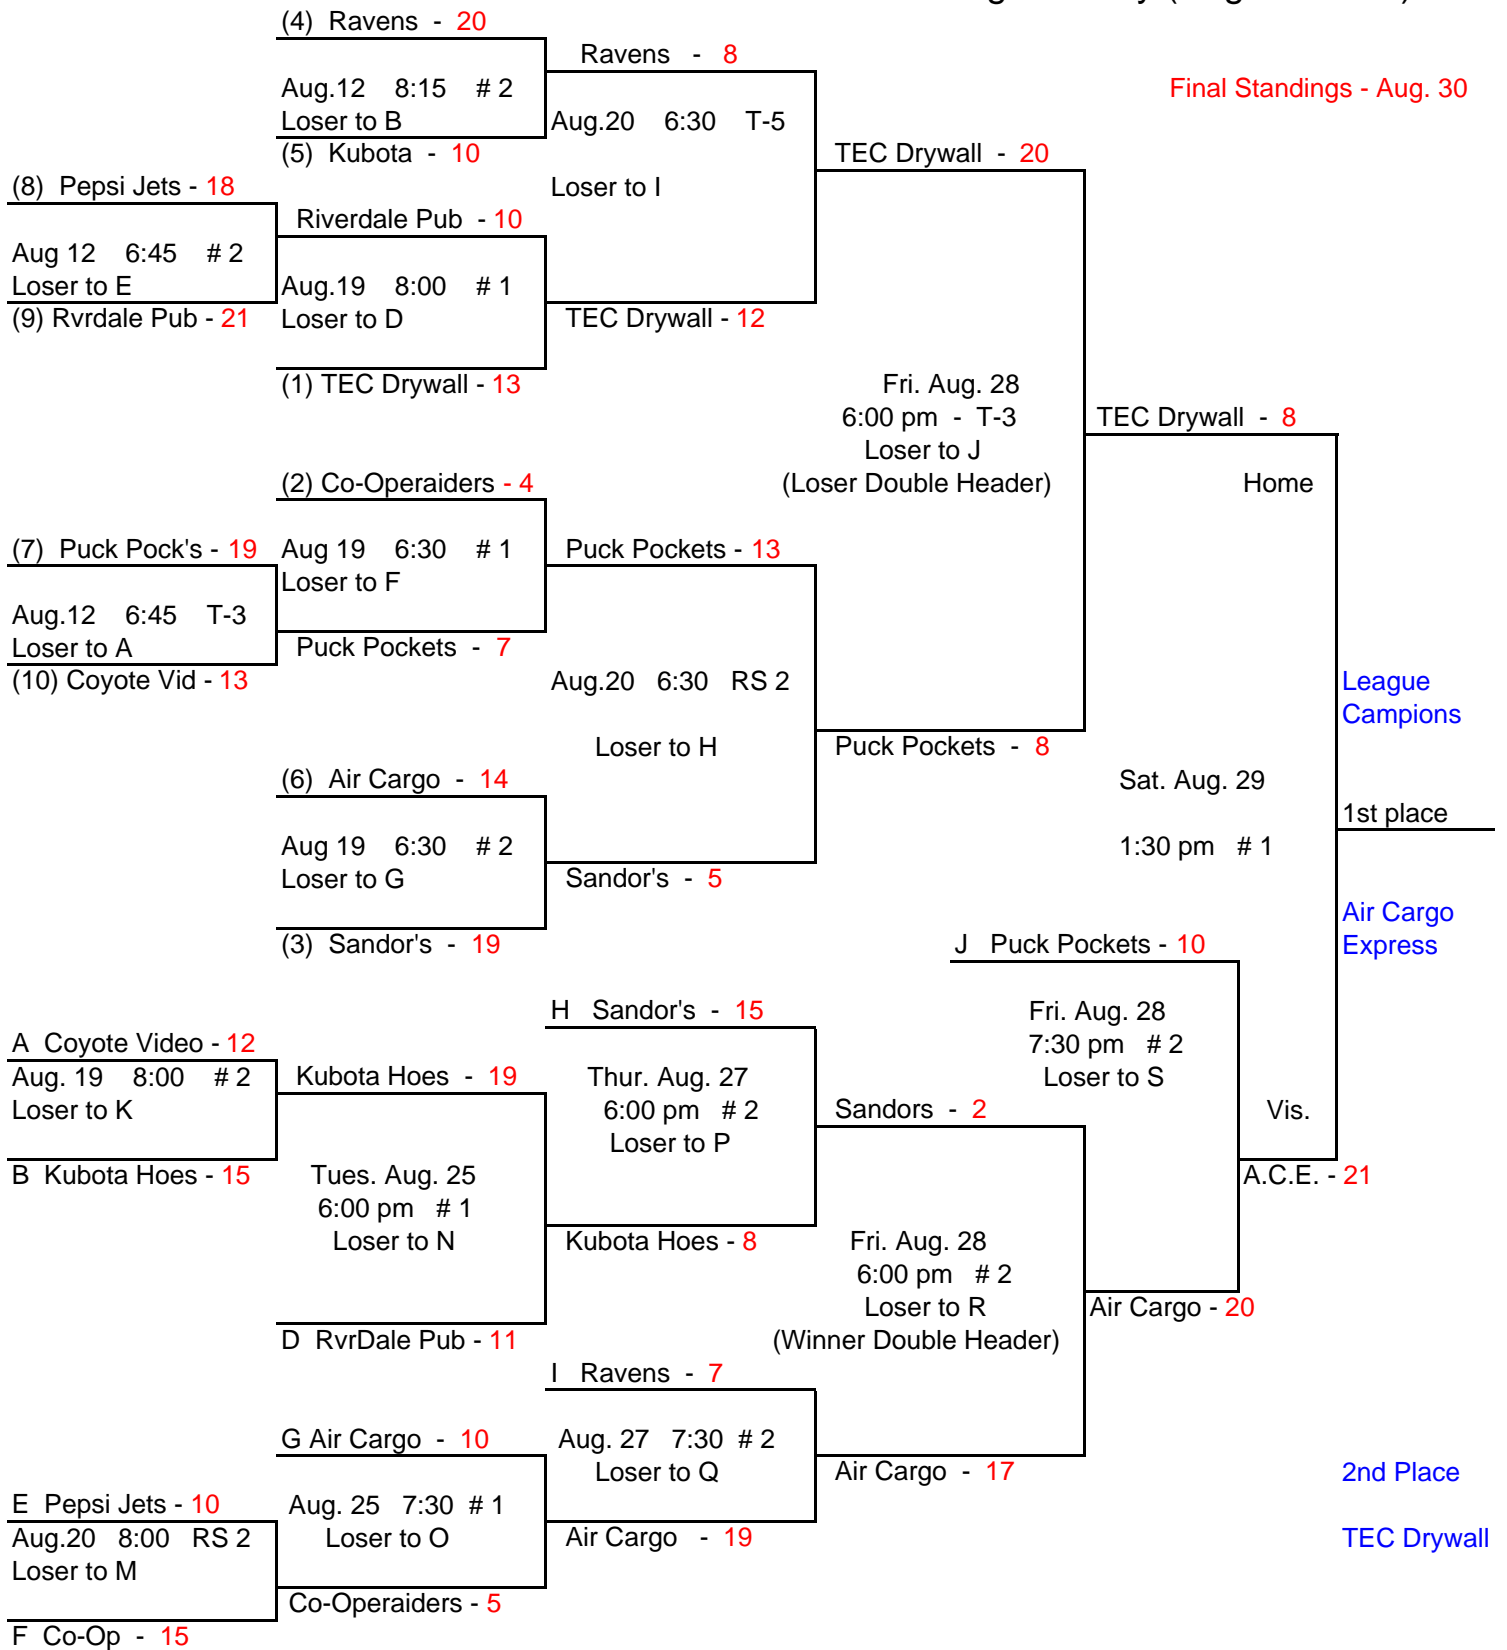 (4) Ravens - 20
Ravens - 8
Aug.12 8:15 # 2
Final Standings - Aug. 30
Loser to B
Aug.20 6:30 T-5
(5) Kubota - 10
TEC Drywall - 20
(8) Pepsi Jets - 18
Loser to I
Riverdale Pub - 10
Aug 12 6:45 # 2
Loser to E
Aug.19 8:00 # 1
(9) Rvrdale Pub - 21
Loser to D
TEC Drywall - 12
(1) TEC Drywall - 13
Fri. Aug. 28
6:00 pm - T-3
TEC Drywall - 8
Loser to J
(2) Co-Operaiders - 4
(Loser Double Header)
Home
(7) Puck Pock's - 19
Aug 19 6:30 # 1
Puck Pockets - 13
Loser to F
Aug.12 6:45 T-3
Loser to A
Puck Pockets - 7
(10) Coyote Vid - 13
Aug.20 6:30 RS 2
League
Campions
Loser to H
Puck Pockets - 8
(6) Air Cargo - 14
Sat. Aug. 29
1st place
Aug 19 6:30 # 2
1:30 pm # 1
Loser to G
Sandor's - 5
Air Cargo
(3) Sandor's - 19
J Puck Pockets - 10
Express
H Sandor's - 15
Fri. Aug. 28
A Coyote Video - 12
7:30 pm # 2
Aug. 19 8:00 # 2
Kubota Hoes - 19
Thur. Aug. 27
Loser to S
Loser to K
6:00 pm # 2
Sandors - 2
Vis.
Loser to P
B Kubota Hoes - 15
Tues. Aug. 25
A.C.E. - 21
6:00 pm # 1
Loser to N
Kubota Hoes - 8
Fri. Aug. 28
6:00 pm # 2
Loser to R
Air Cargo - 20
D RvrDale Pub - 11
(Winner Double Header)
I Ravens - 7
G Air Cargo - 10
Aug. 27 7:30 # 2
Loser to Q
Air Cargo - 17
2nd Place
E Pepsi Jets - 10
Aug. 25 7:30 # 1
Aug.20 8:00 RS 2
Loser to O
Air Cargo - 19
TEC Drywall
Loser to M
Co-Operaiders - 5
F Co-Op - 15